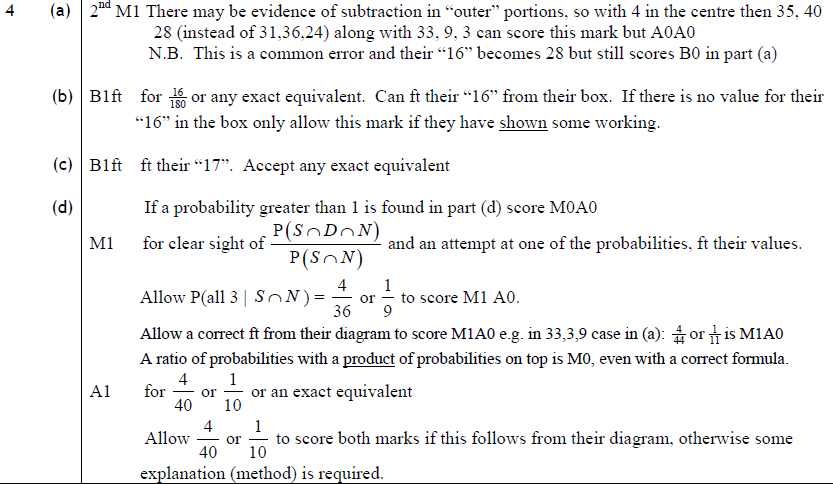 4 (a) 2nd M1 There may be evidence of subtraction in “outer” portions, so with 4 in the centre then 35, 40
28 (instead of 31,36,24) along with 33, 9, 3 can score this mark but A0A0
N.B. This is a common error and their “16” becomes 28 but still scores B0 in part (a)
(b) B1ft for 16/180 or any exact equivalent. Can ft their “16” from their box. If there is no value for their
“16” in the box only allow this mark if they have shown some working.
(c) B1ft ft their “17”. Accept any exact equivalent
(d) If a probability greater than 1 is found in part (d) score M0A0
M1 for clear sight of P(S∩D∩N)/P(S∩N) and an attempt at one of the probabilities, ft their values.
Allow P(all 3 | S∩N) = 4/36 or 1/9 to score M1 A0.
Allow a correct ft from their diagram to score M1A0 e.g. in 33,3,9 case in (a): 4/44 or 1/11 is M1A0
A ratio of probabilities with a product of probabilities on top is M0, even with a correct formula.
A1 for 4/40 or 1/10 or an exact equivalent
Allow 4/40 or 1/10 to score both marks if this follows from their diagram, otherwise some
explanation (method) is required.